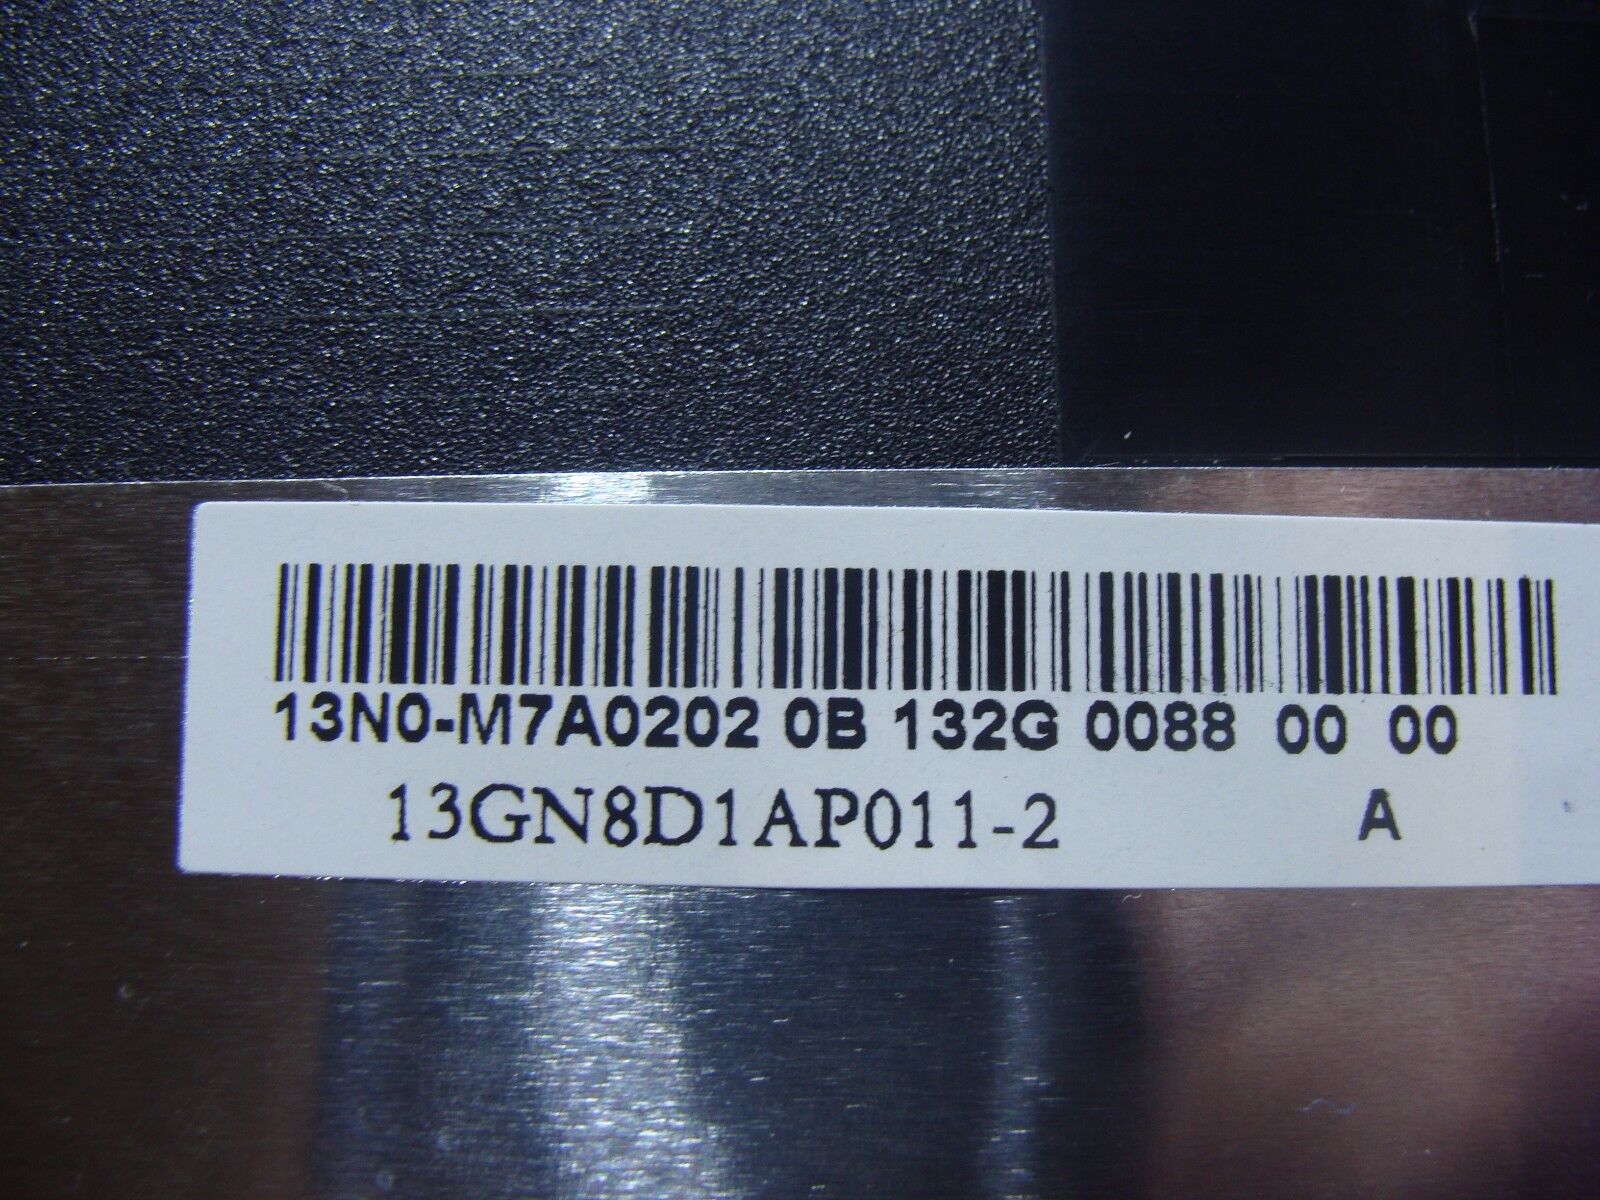 13N0-M7A0202 0B 132G 0088 00 00
13GN8D1AP011-2 A